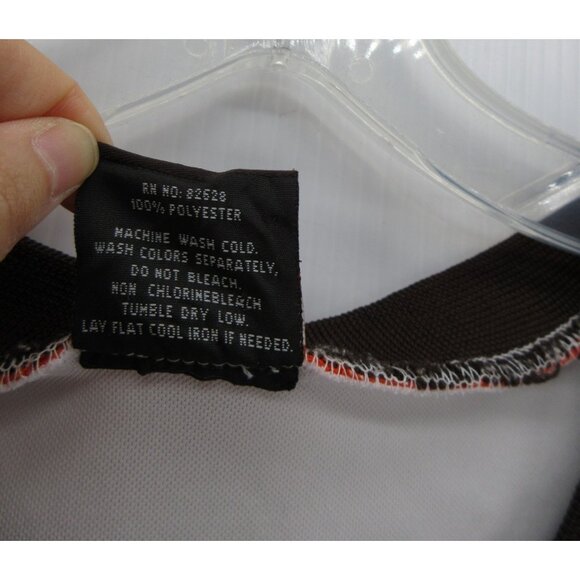 RN NO: 82628
100% POLYESTER
MACHINE WASH COLD.
WASH COLORS SEPARATELY,
DO NOT BLEACH.
NON CHLORINEBLEACH
TUMBLE DRY LOW.
LAY FLAT COOL IRON IF NEEDED.